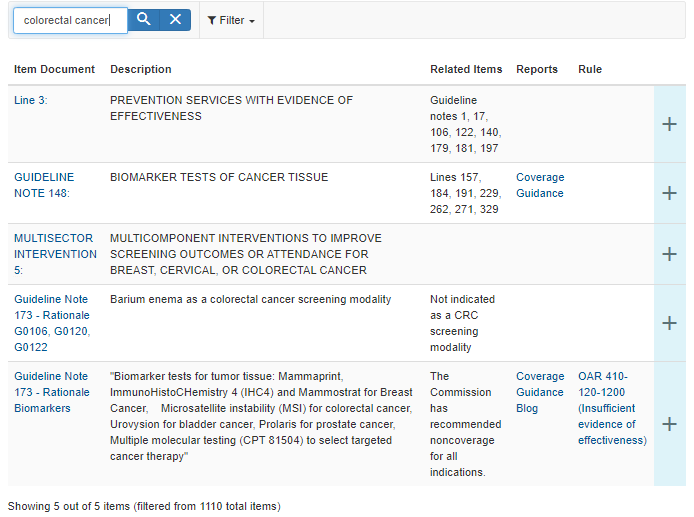 colorectal cancer
Filter
Item Document Description Related Items Reports Rule
Line 3:
PREVENTION SERVICES WITH EVIDENCE OF
EFFECTIVENESS
Guideline
notes 1, 17,
106, 122, 140,
179, 181, 197
GUIDELINE
NOTE 148:
BIOMARKER TESTS OF CANCER TISSUE
Lines 157,
184, 191, 229,
262, 271, 329
Coverage
Guidance
MULTISECTOR
INTERVENTION
5:
MULTICOMPONENT INTERVENTIONS TO IMPROVE
SCREENING OUTCOMES OR ATTENDANCE FOR
BREAST, CERVICAL, OR COLORECTAL CANCER
Guideline Note
173 - Rationale
G0106, G0120,
G0122
Barium enema as a colorectal cancer screening modality
Not indicated
as a CRC
screening
modality
Guideline Note
173 - Rationale
Biomarkers
"Biomarker tests for tumor tissue: Mammaprint,
ImmunoHistoCHemistry 4 (IHC4) and Mammostrat for Breast
Cancer, Microsatellite instability (MSI) for colorectal cancer,
Urovysion for bladder cancer, Prolaris for prostate cancer,
Multiple molecular testing (CPT 81504) to select targeted
cancer therapy"
The
Commission
has
recommended
noncoverage
for all
indications.
Coverage
Guidance
Blog
OAR 410-
120-1200
(Insufficient
evidence of
effectiveness)
Showing 5 out of 5 items (filtered from 1110 total items)